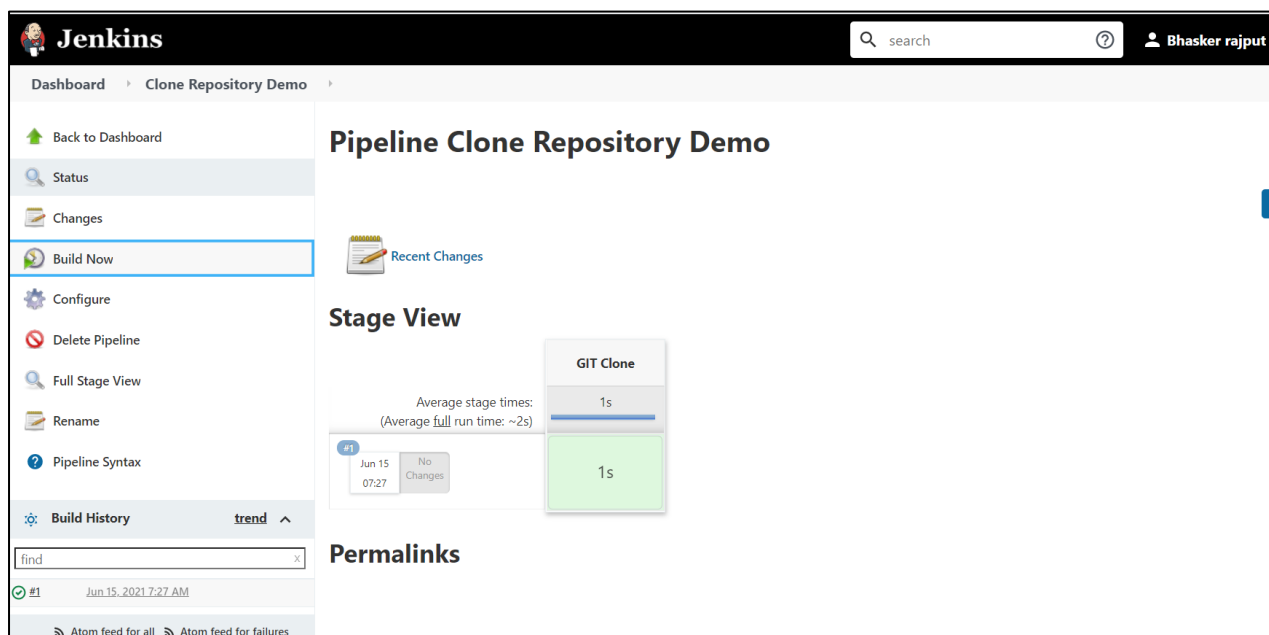 Jenkins
search
Bhasker rajput
Dashboard
Clone Repository Demo
Back to Dashboard
Status
Changes
Build Now
Configure
Delete Pipeline
Full Stage View
Rename
Pipeline Syntax
Build History
trend
find
x
#1
Jun 15, 2021 7:27 AM
Atom feed for all
Atom feed for failures
Pipeline Clone Repository Demo
Recent Changes
Stage View
GIT Clone
Average stage times:
(Average full run time: ~2s)
1s
#1
Jun 15
07:27
No
Changes
1s
Permalinks